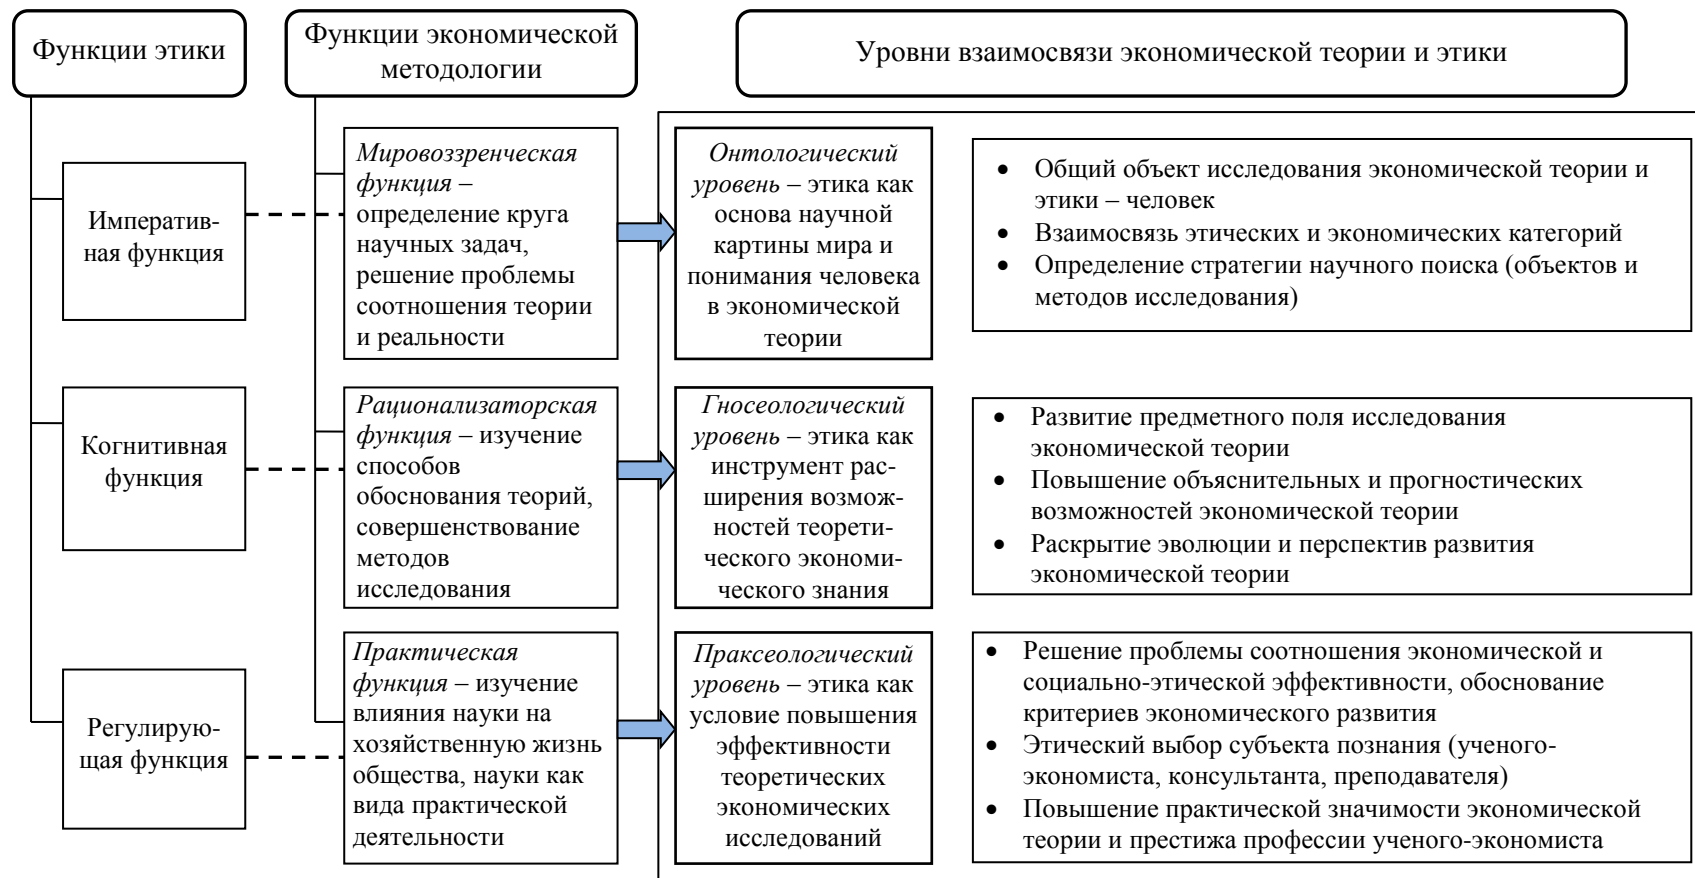 Функции этики
Функции экономической
методологии
Уровни взаимосвязи экономической теории и этики
Императив-
ная функция
Мировоззренческая
функция –
определение круга
научных задач,
решение проблемы
соотношения теории
и реальности
Онтологический
уровень – этика как
основа научной
картины мира и
понимания человека
в экономической
теории
• Общий объект исследования экономической теории и
этики – человек
• Взаимосвязь этических и экономических категорий
• Определение стратегии научного поиска (объектов и
методов исследования)
Когнитивная
функция
Рационализаторская
функция – изучение
способов
обоснования теорий,
совершенствование
методов
исследования
Гносеологический
уровень – этика как
инструмент рас-
ширения возмож-
ностей теорети-
ческого экономи-
ческого знания
• Развитие предметного поля исследования
экономической теории
• Повышение объяснительных и прогностических
возможностей экономической теории
• Раскрытие эволюции и перспектив развития
экономической теории
Регулирую-
щая функция
Практическая
функция – изучение
влияния науки на
хозяйственную жизнь
общества, науки как
вида практической
деятельности
Праксеологический
уровень – этика как
условие повышения
эффективности
теоретических
экономических
исследований
• Решение проблемы соотношения экономической и
социально-этической эффективности, обоснование
критериев экономического развития
• Этический выбор субъекта познания (ученого-
экономиста, консультанта, преподавателя)
• Повышение практической значимости экономической
теории и престижа профессии ученого-экономиста